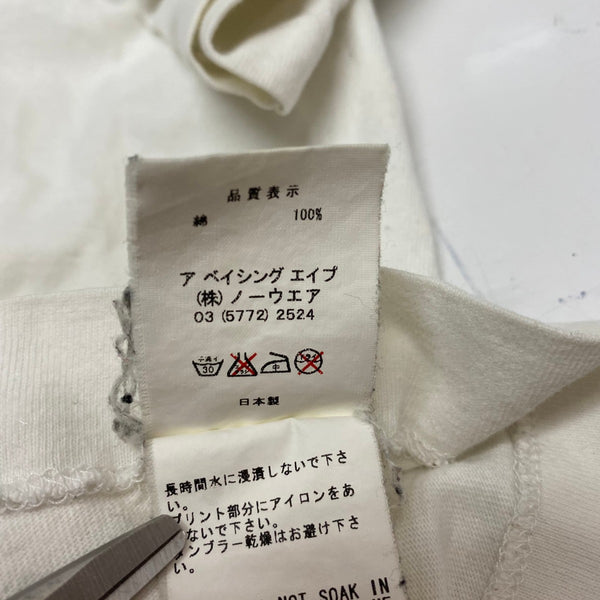 品質表示
綿 100%
ア ベイシング エイプ
(株) ノーウエア
03 (5772) 2524
30 中
日本製
長時間水に浸漬しないで下さ
い。
プリント部分にアイロンをあ
ないで下さい。
ンブラー乾燥はお避け下さ
い。
NOT SOAK IN